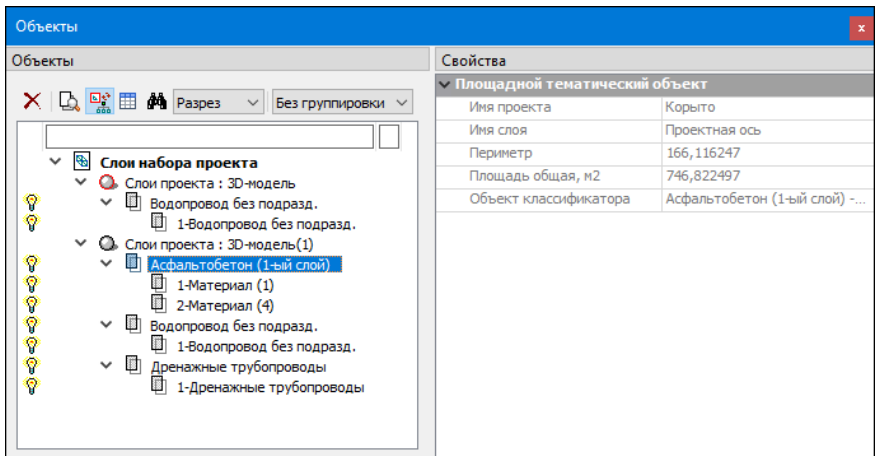 Объекты
x
Объекты
Разрез
Без группировки
Слои набора проекта
Слои проекта : 3D-модель
Водопровод без подразд.
1-Водопровод без подразд.
Слои проекта : 3D-модель(1)
Асфальтобетон (1-ый слой)
1-Материал (1)
2-Материал (4)
Водопровод без подразд.
1-Водопровод без подразд.
Дренажные трубопроводы
1-Дренажные трубопроводы
Свойства
Площадной тематический объект
Имя проекта Корыто
Имя слоя Проектная ось
Периметр 166,116247
Площадь общая, м2 746,822497
Объект классификатора Асфальтобетон (1-ый слой) -...